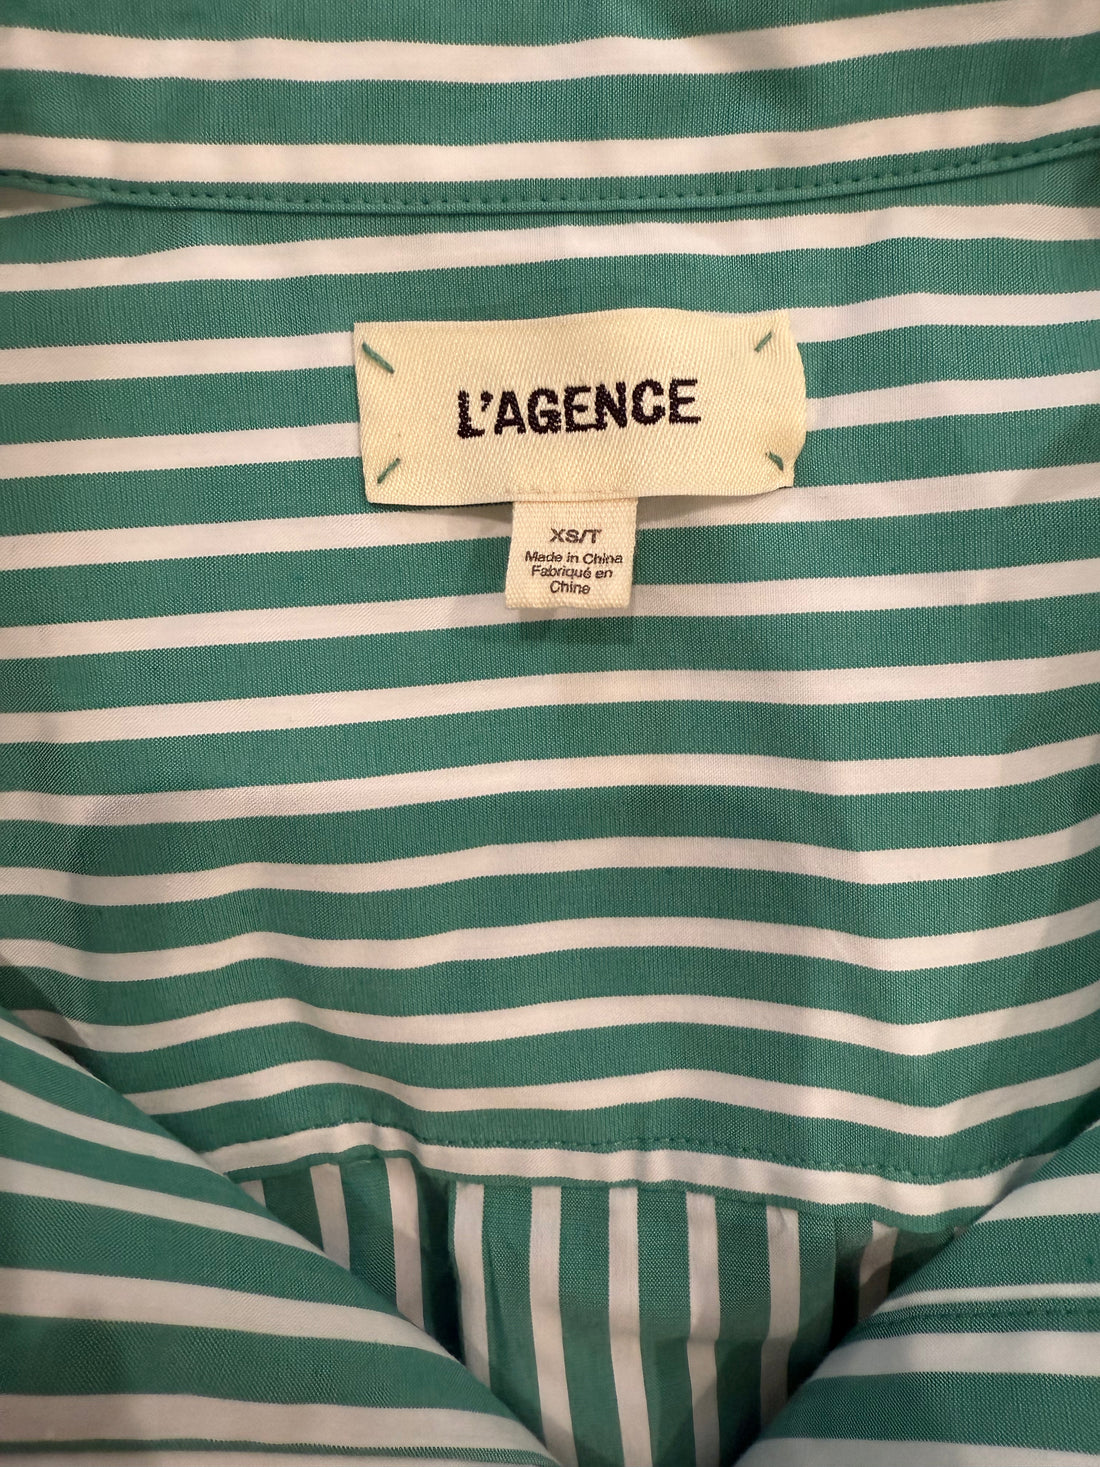 L'AGENCE
XS/T
Made in China
Fabriqué en
Chine